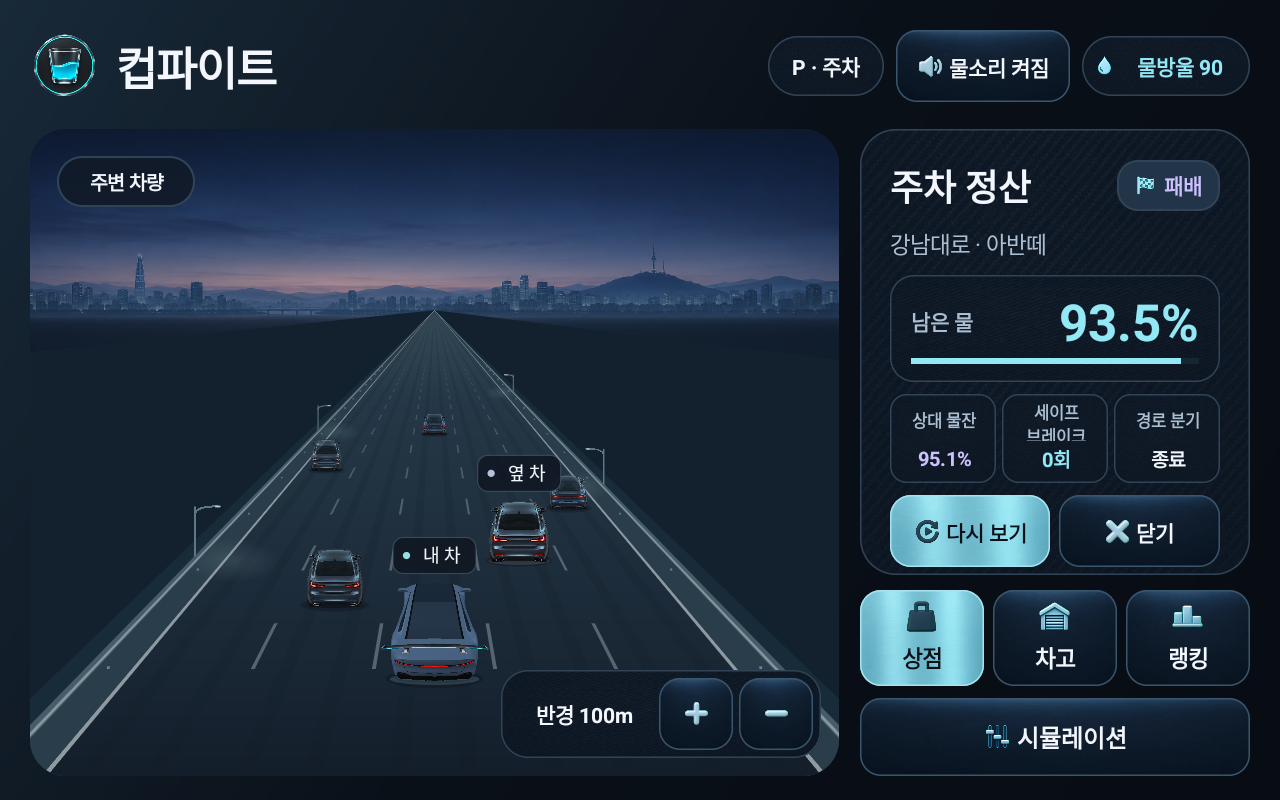 컵파이트
P · 주차
물소리 켜짐
물방울 90
주변 차량
옆 차
내 차
반경 100m
주차 정산
패배
강남대로 · 아반떼
남은 물
93.5%
상대 물잔
95.1%
세이프
브레이크
0회
경로 분기
종료
다시 보기
닫기
상점
차고
랭킹
시뮬레이션